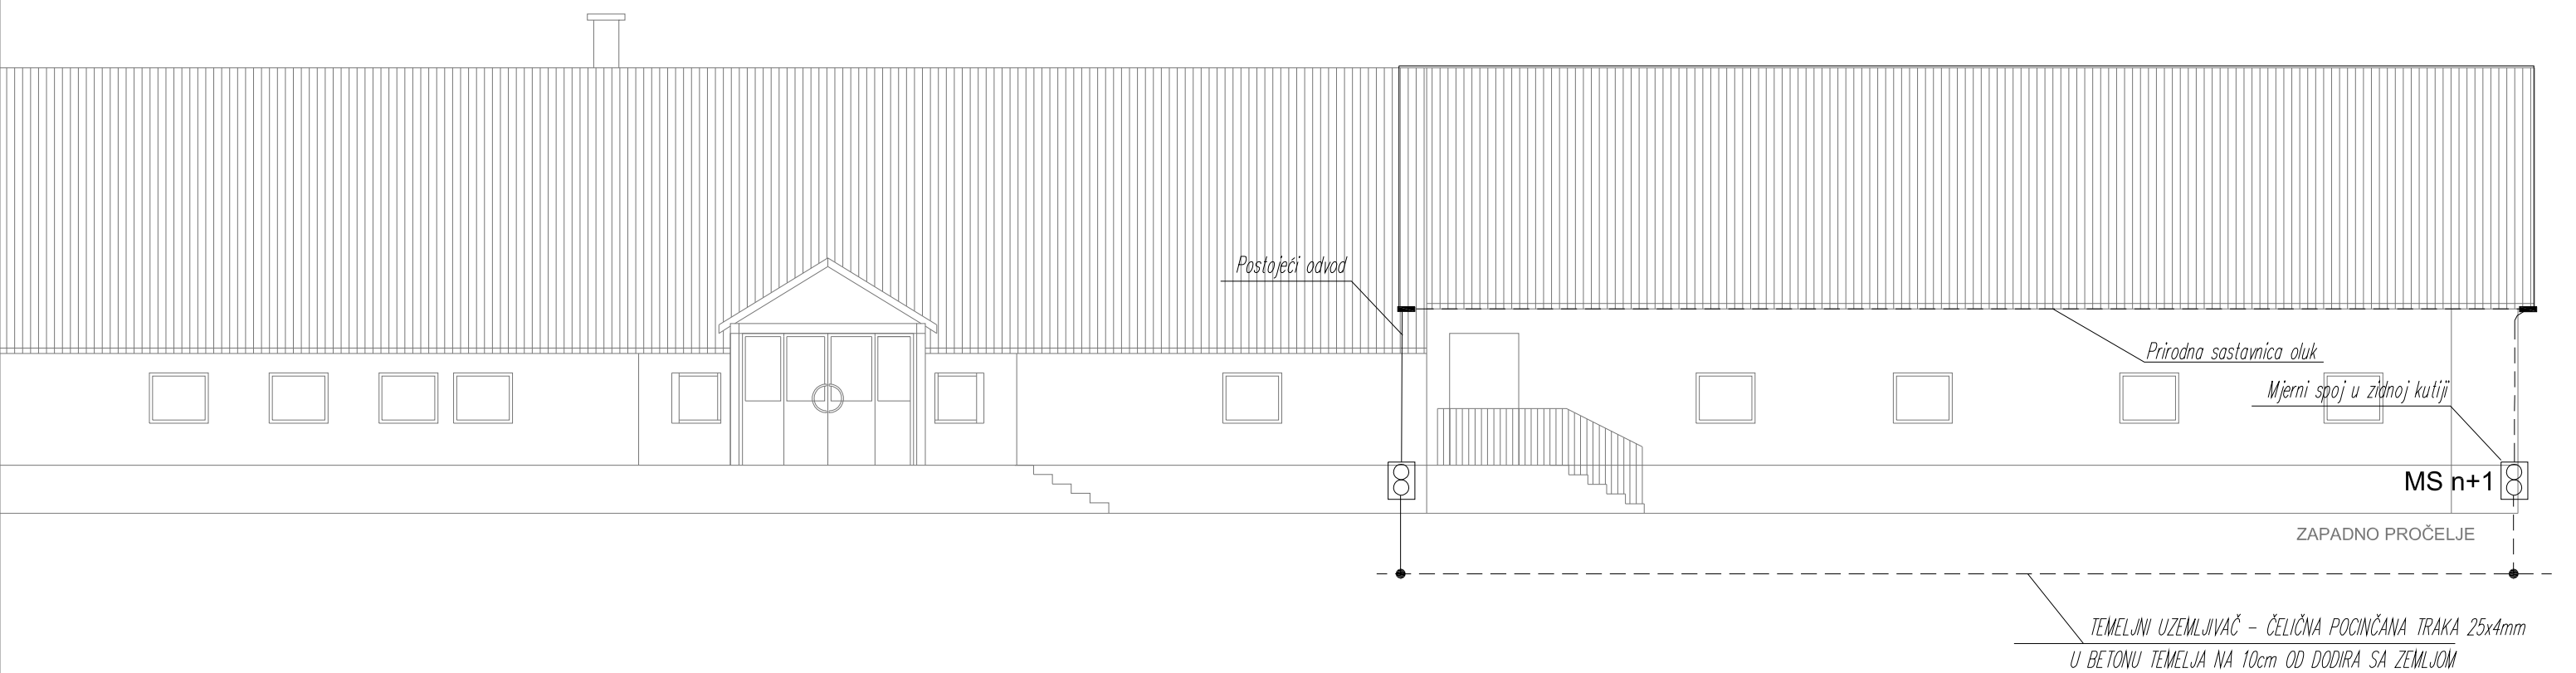 Postojeći odvod
Prirodna sastavnica oluk
Mjerni spoj u zidnoj kutiji
MS n+1
ZAPADNO PROČELJE
TEMELJNI UZEMLJIVAČ - ČELIČNA POCINČANA TRAKA 25x4mm
U BETONU TEMELJA NA 10cm OD DODIRA SA ZEMLJOM